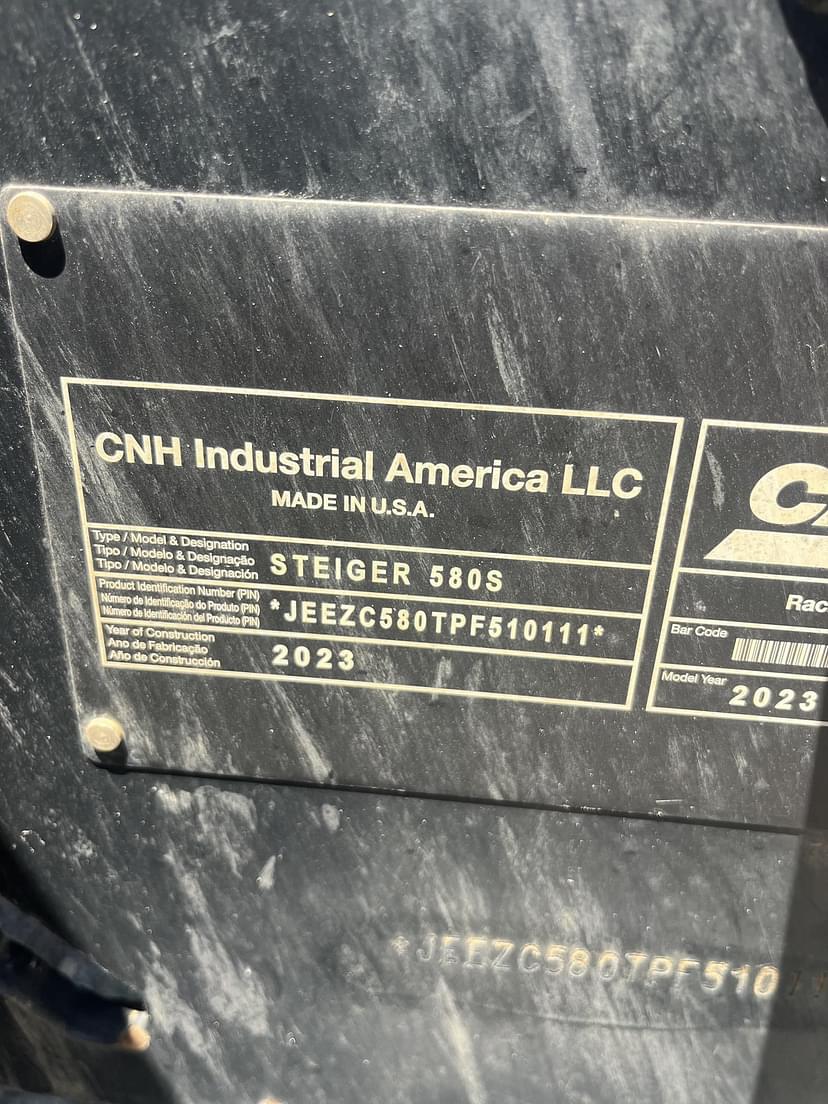 CNH Industrial America LLC
MADE IN U.S.A.
Type / Model & Designation
Tipo / Modelo & Designação
Tipo / Modelo & Designación
STEIGER 580S
Product Identification Number (PIN)
Número de Identificação do Produto (PIN)
Número de Identificación del Producto (PIN)
*JEEZC580TPF510111*
Year of Construction
Ano de Fabricação
Año de Construcción
2023
Rac
Bar Code
Model Year
2023
*JEEZC580TPF51011